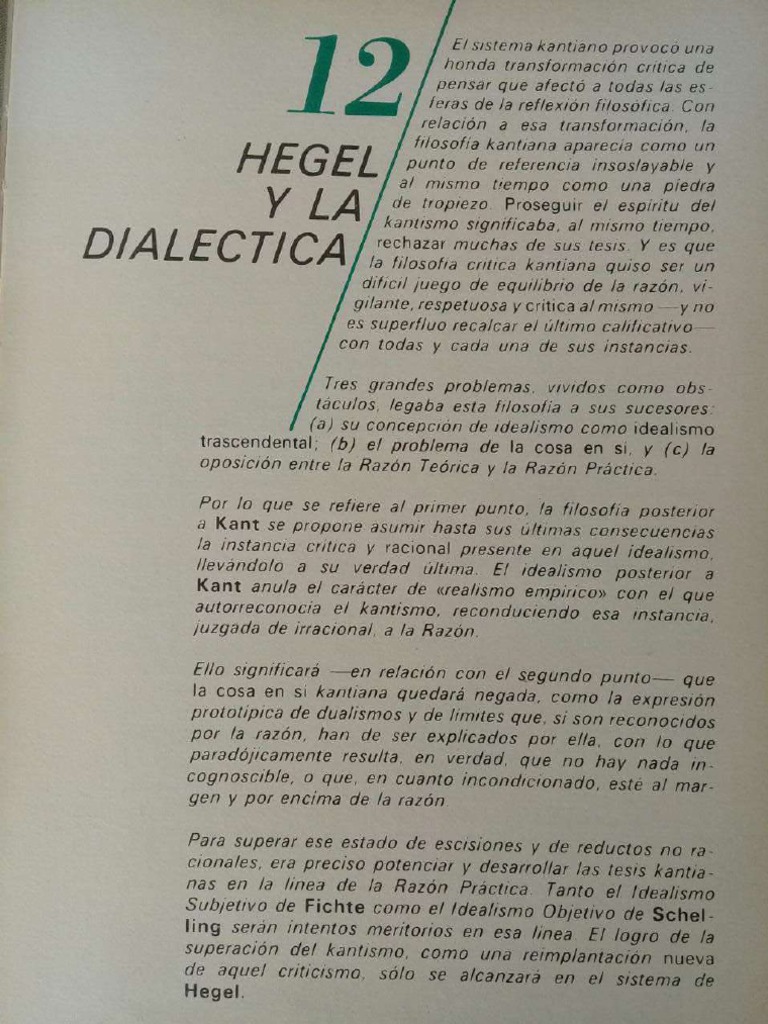 12
HEGEL
Y LA
DIALECTICA
El sistema kantiano provocó una
honda transformación crítica de
pensar que afectó a todas las es-
feras de la reflexión filosófica. Con
relación a esa transformación, la
filosofía kantiana aparecía como un
punto de referencia insoslayable y
al mismo tiempo como una piedra
de tropiezo. Proseguir el espíritu del
kantismo significaba, al mismo tiempo,
rechazar muchas de sus tesis. Y es que
la filosofía crítica kantiana quiso ser un
difícil juego de equilibrio de la razón, vi-
gilante, respetuosa y crítica al mismo —y no
es superfluo recalcar el último calificativo—
con todas y cada una de sus instancias.
Tres grandes problemas, vividos como obs-
táculos, legaba esta filosofía a sus sucesores:
(a) su concepción de idealismo como idealismo
trascendental; (b) el problema de la cosa en sí, y (c) la
oposición entre la Razón Teórica y la Razón Práctica.
Por lo que se refiere al primer punto, la filosofía posterior
a Kant se propone asumir hasta sus últimas consecuencias
la instancia crítica y racional presente en aquel idealismo,
llevándolo a su verdad última. El idealismo posterior a
Kant anula el carácter de «realismo empírico» con el que
autorreconocía el kantismo, reconduciendo esa instancia,
juzgada de irracional, a la Razón.
Ello significará —en relación con el segundo punto— que
la cosa en sí kantiana quedará negada, como la expresión
prototípica de dualismos y de límites que, si son reconocidos
por la razón, han de ser explicados por ella, con lo que
paradójicamente resulta, en verdad, que no hay nada in-
cognoscible, o que, en cuanto incondicionado, esté al mar-
gen y por encima de la razón.
Para superar ese estado de escisiones y de reductos no ra-
cionales, era preciso potenciar y desarrollar las tesis kantia-
nas en la línea de la Razón Práctica. Tanto el Idealismo
Subjetivo de Fichte como el Idealismo Objetivo de Schel-
ling serán intentos meritorios en esa línea. El logro de la
superación del kantismo, como una reimplantación nueva
de aquel criticismo, sólo se alcanzará en el sistema de
Hegel.